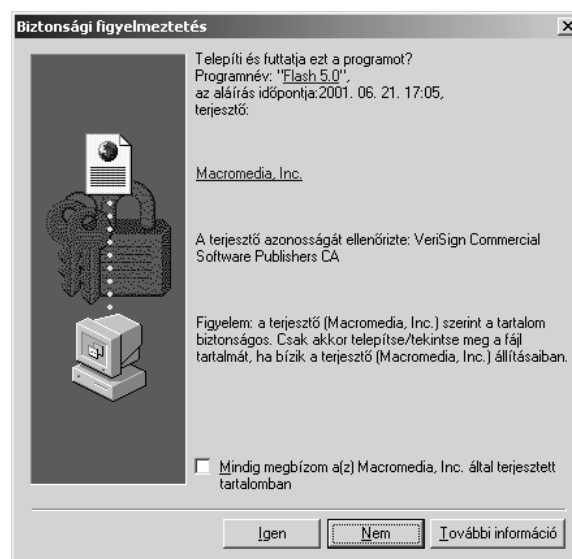 Biztonsági figyelmeztetés
Telepíti és futtatja ezt a programot?
Programnév: "Flash 5.0",
az aláírás időpontja:2001. 06. 21. 17:05,
terjesztő:
Macromedia, Inc.
A terjesztő azonosságát ellenőrizte: VeriSign Commercial
Software Publishers CA
Figyelem: a terjesztő (Macromedia, Inc.) szerint a tartalom
biztonságos. Csak akkor telepítse/tekintse meg a fájl
tartalmát, ha bízik a terjesztő (Macromedia, Inc.) állításaiban.
Mindig megbízom a(z) Macromedia, Inc. által terjesztett
tartalomban
Igen Nem További információ